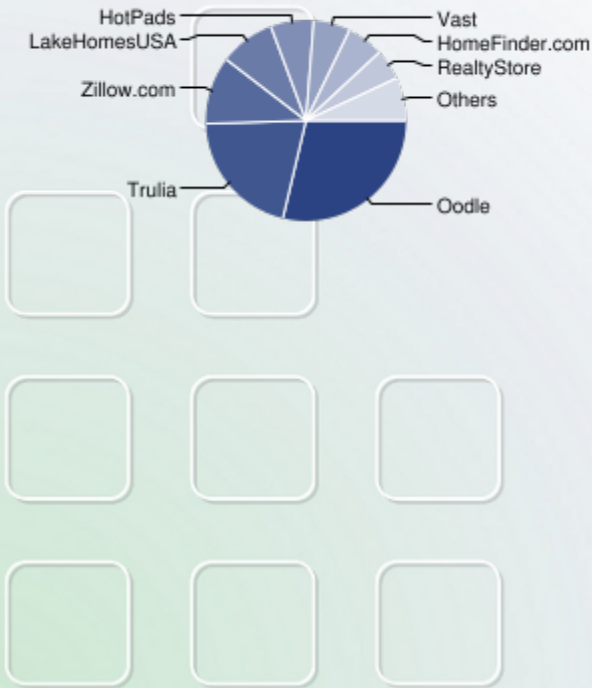 HotPads
LakeHomesUSA
Zillow.com
Trulia
Vast
HomeFinder.com
RealtyStore
Others
Oodle